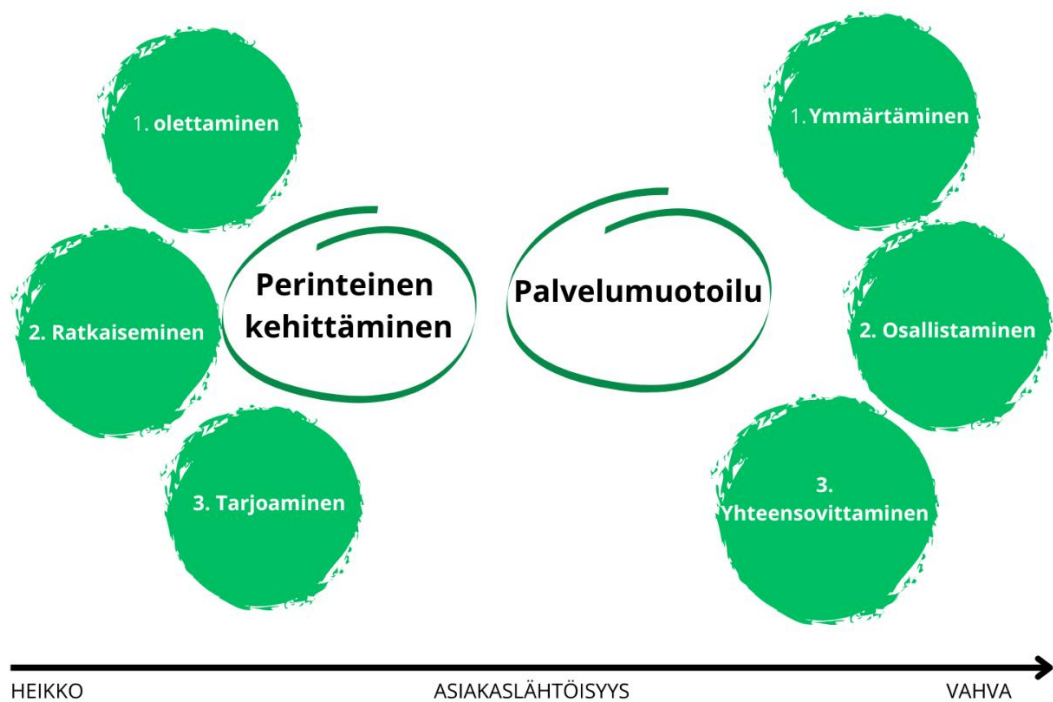 1. olettaminen
2. Ratkaiseminen
3. Tarjoaminen
Perinteinen
kehittäminen
Palvelumuotoilu
1. Ymmärtäminen
2. Osallistaminen
3.
Yhteensovittaminen
HEIKKO
ASIAKASLÄHTÖISYYS
VAHVA